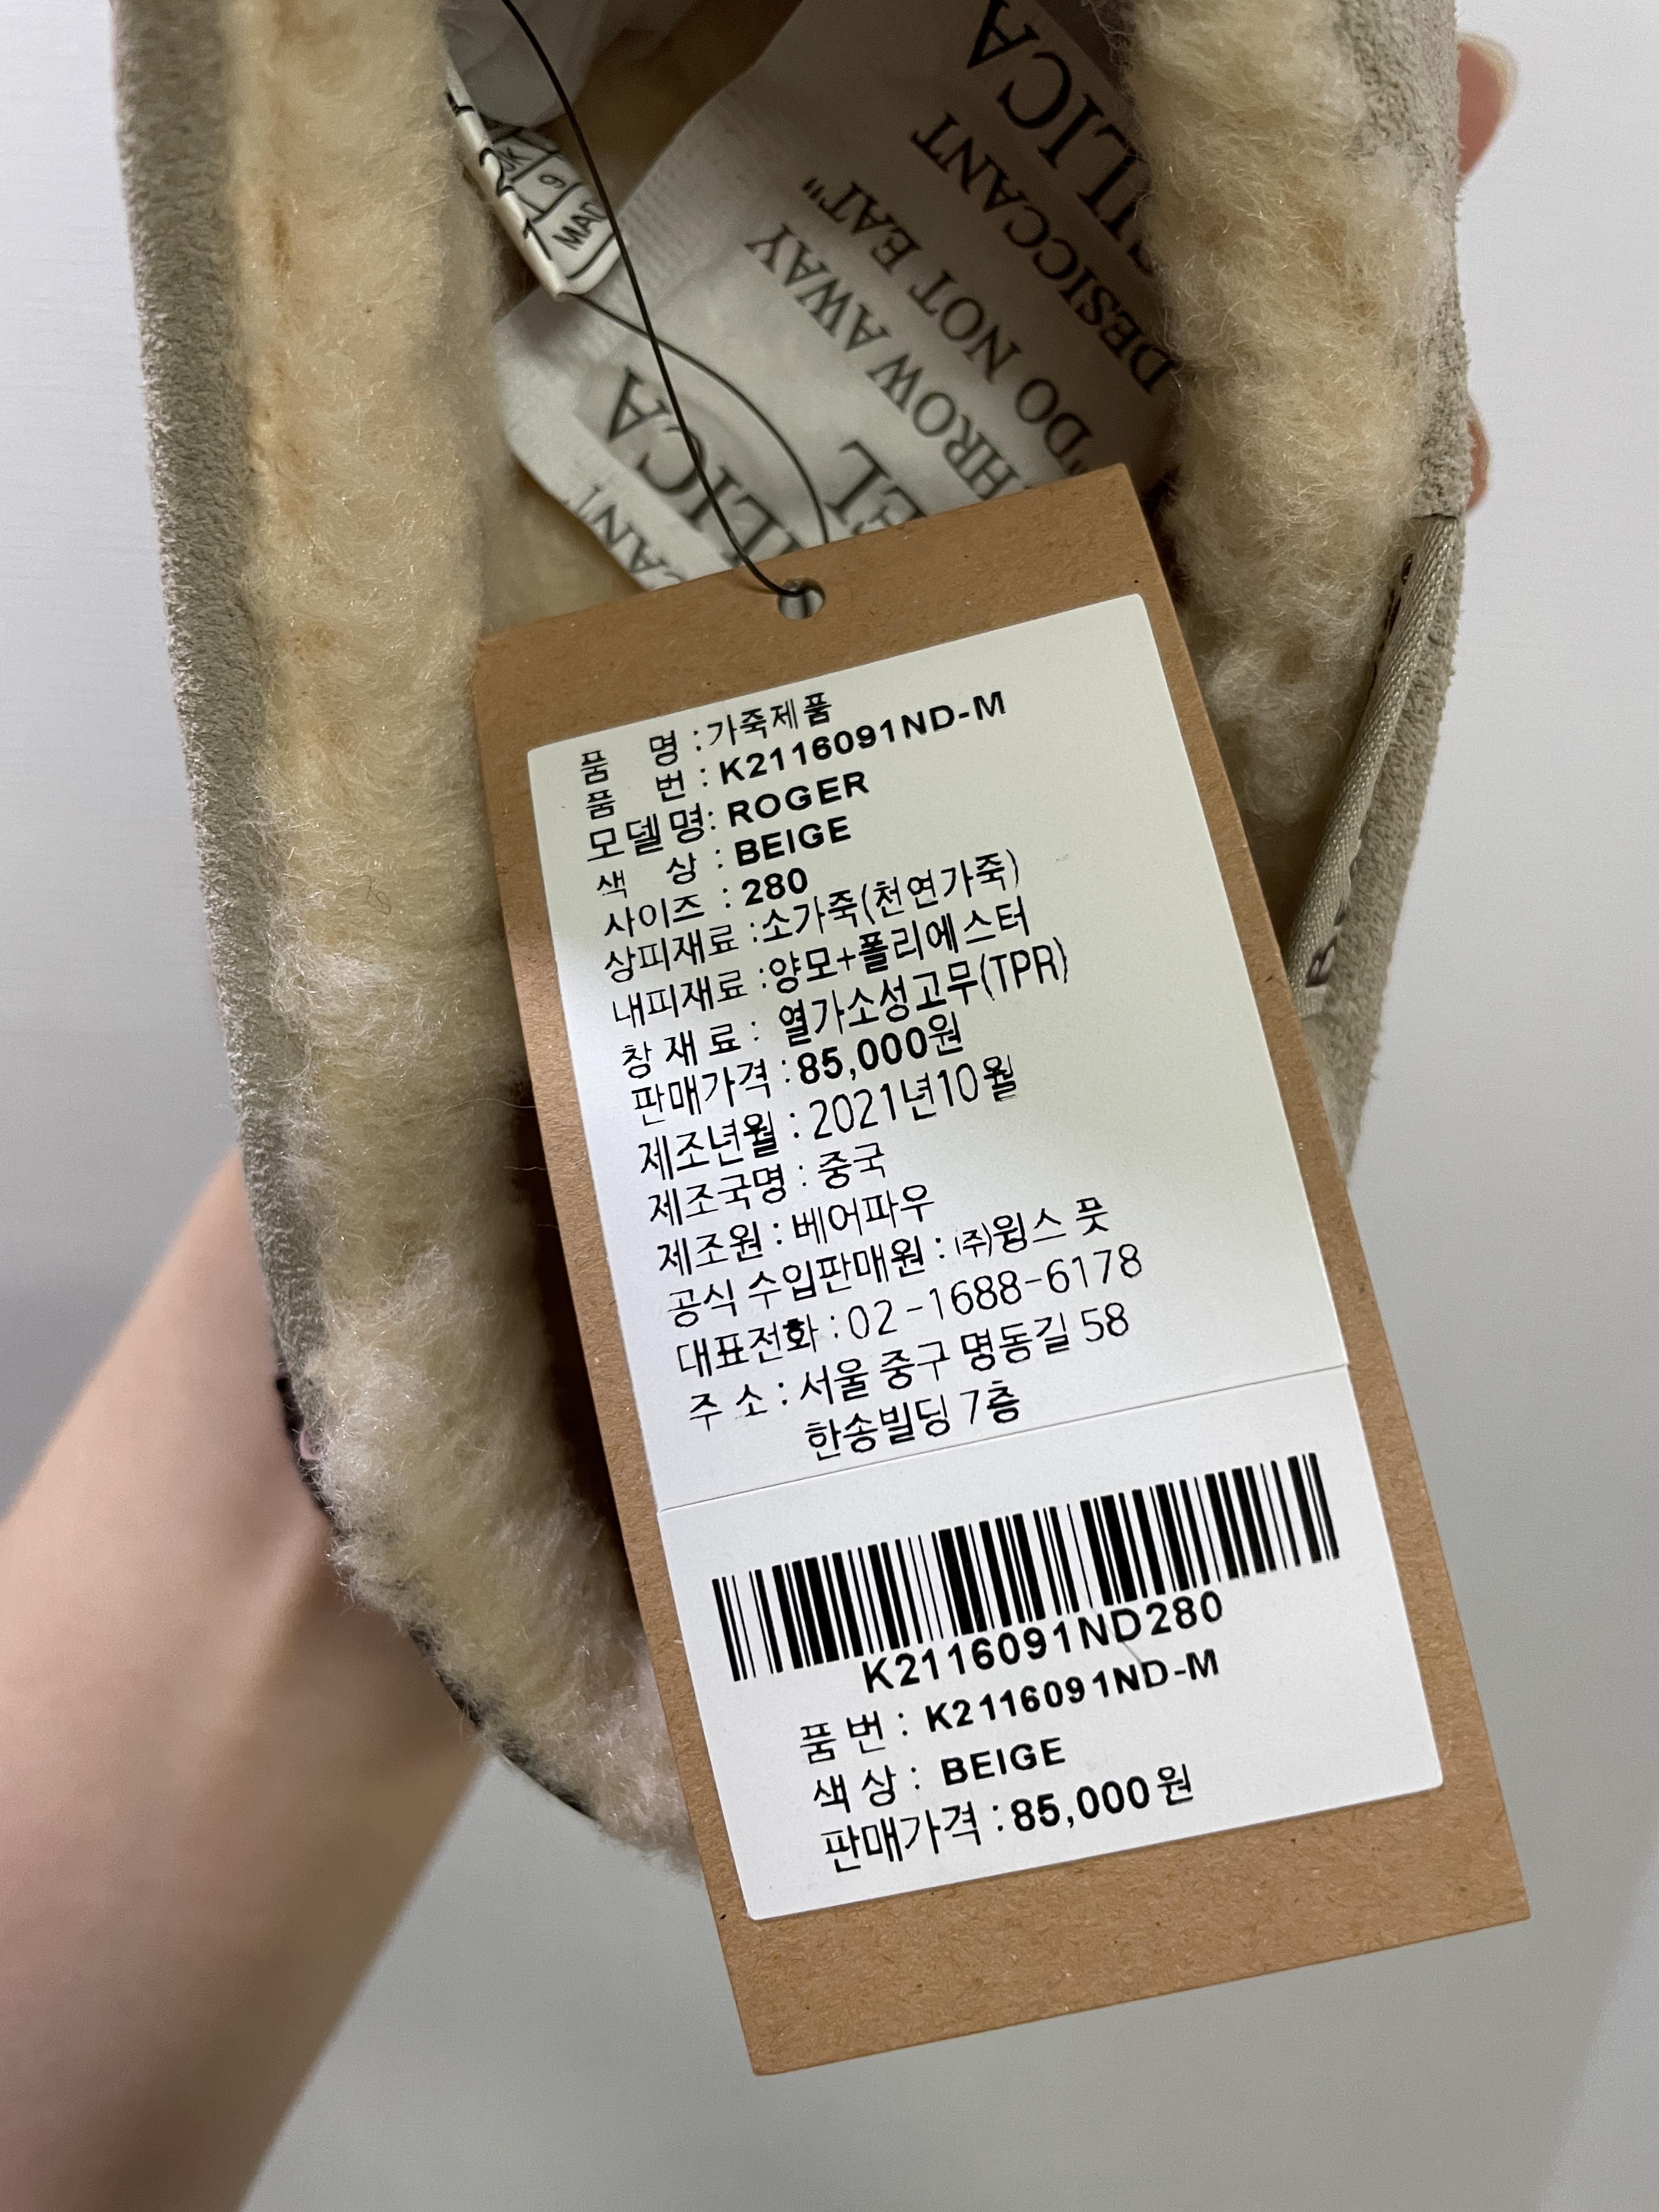 SILICA
DESICCANT
"DO NOT EAT"
THROW AWAY
SILICA
품 명 : 가죽제품
품 번 : K2116091ND-M
모델명: ROGER
색 상 : BEIGE
사이즈 : 280
상피재료 : 소가죽(천연가죽)
내피재료 : 양모+폴리에스터
창 재 료 : 열가소성고무(TPR)
판매가격 : 85,000원
제조년월 : 2021년10월
제조국명 : 중국
제조원 : 베어파우
공식 수입판매원 : (주)윙스 풋
대표전화 : 02-1688-6178
주 소 : 서울 중구 명동길 58
한송빌딩 7층
K2116091ND280
품 번 : K2116091ND-M
색 상 : BEIGE
판매가격 : 85,000원